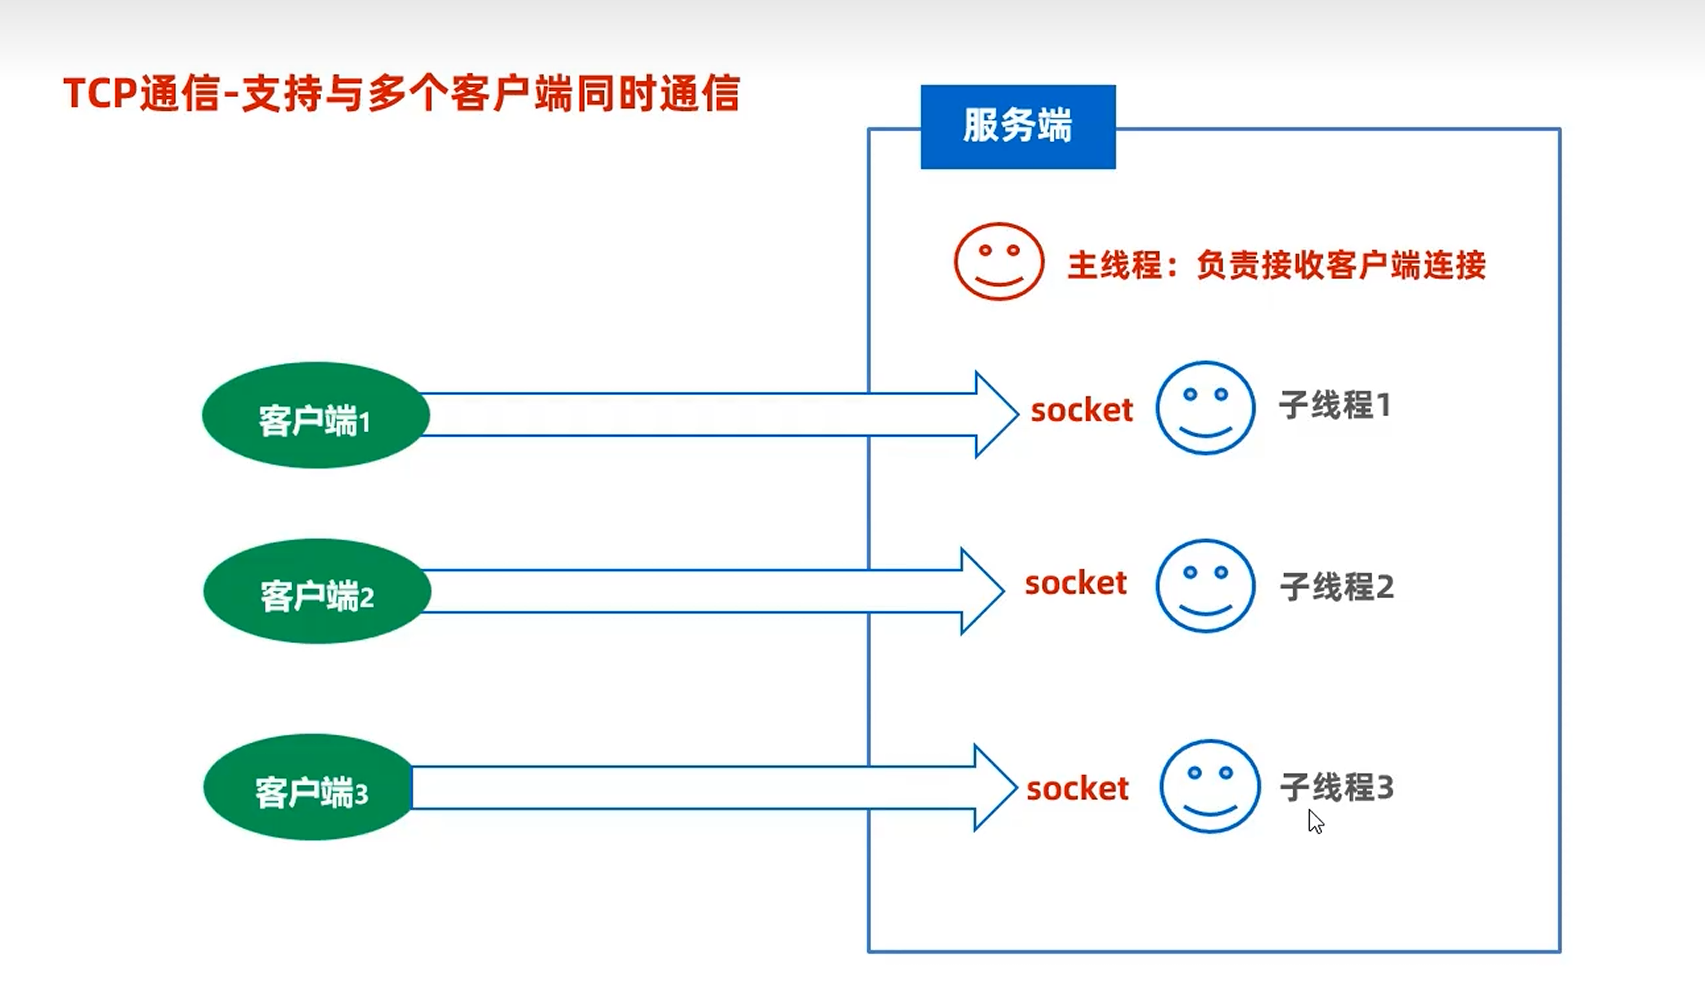 TCP通信-支持与多个客户端同时通信
服务端
主线程：负责接收客户端连接
客户端1
socket
子线程1
客户端2
socket
子线程2
客户端3
socket
子线程3